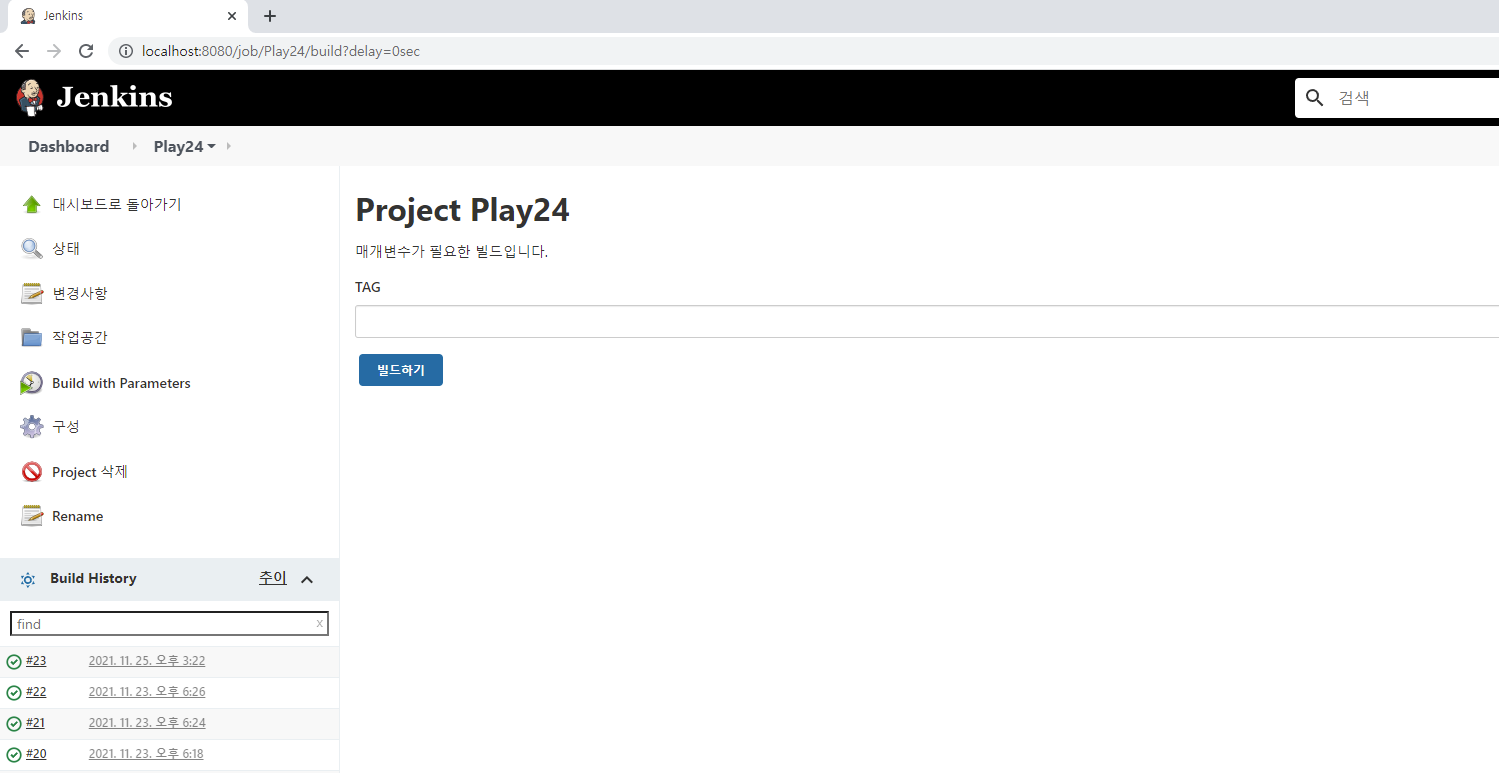 Jenkins
localhost:8080/job/Play24/build?delay=0sec
Jenkins
검색
Dashboard
Play24
대시보드로 돌아가기
상태
변경사항
작업공간
Build with Parameters
구성
Project 삭제
Rename
Project Play24
매개변수가 필요한 빌드입니다.
TAG
빌드하기
Build History 추이
find x
#23 2021. 11. 25. 오후 3:22
#22 2021. 11. 23. 오후 6:26
#21 2021. 11. 23. 오후 6:24
#20 2021. 11. 23. 오후 6:18